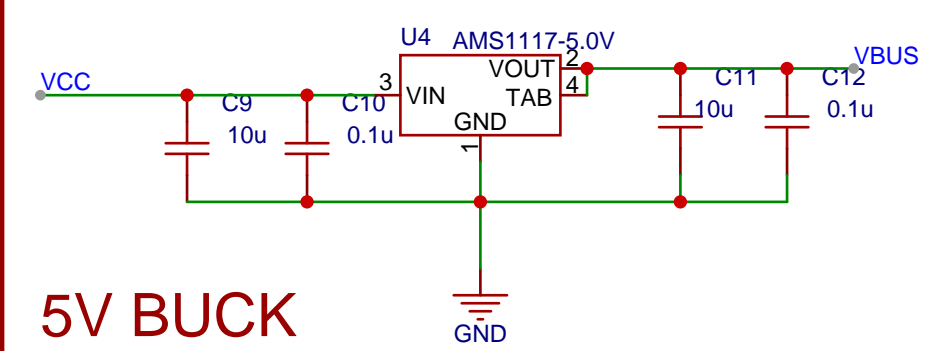 U4 AMS1117-5.0V
VCC
3
VIN
VOUT
2
TAB
4
GND
1
VBUS
C9
10u
C10
0.1u
C11
10u
C12
0.1u
5V BUCK
GND